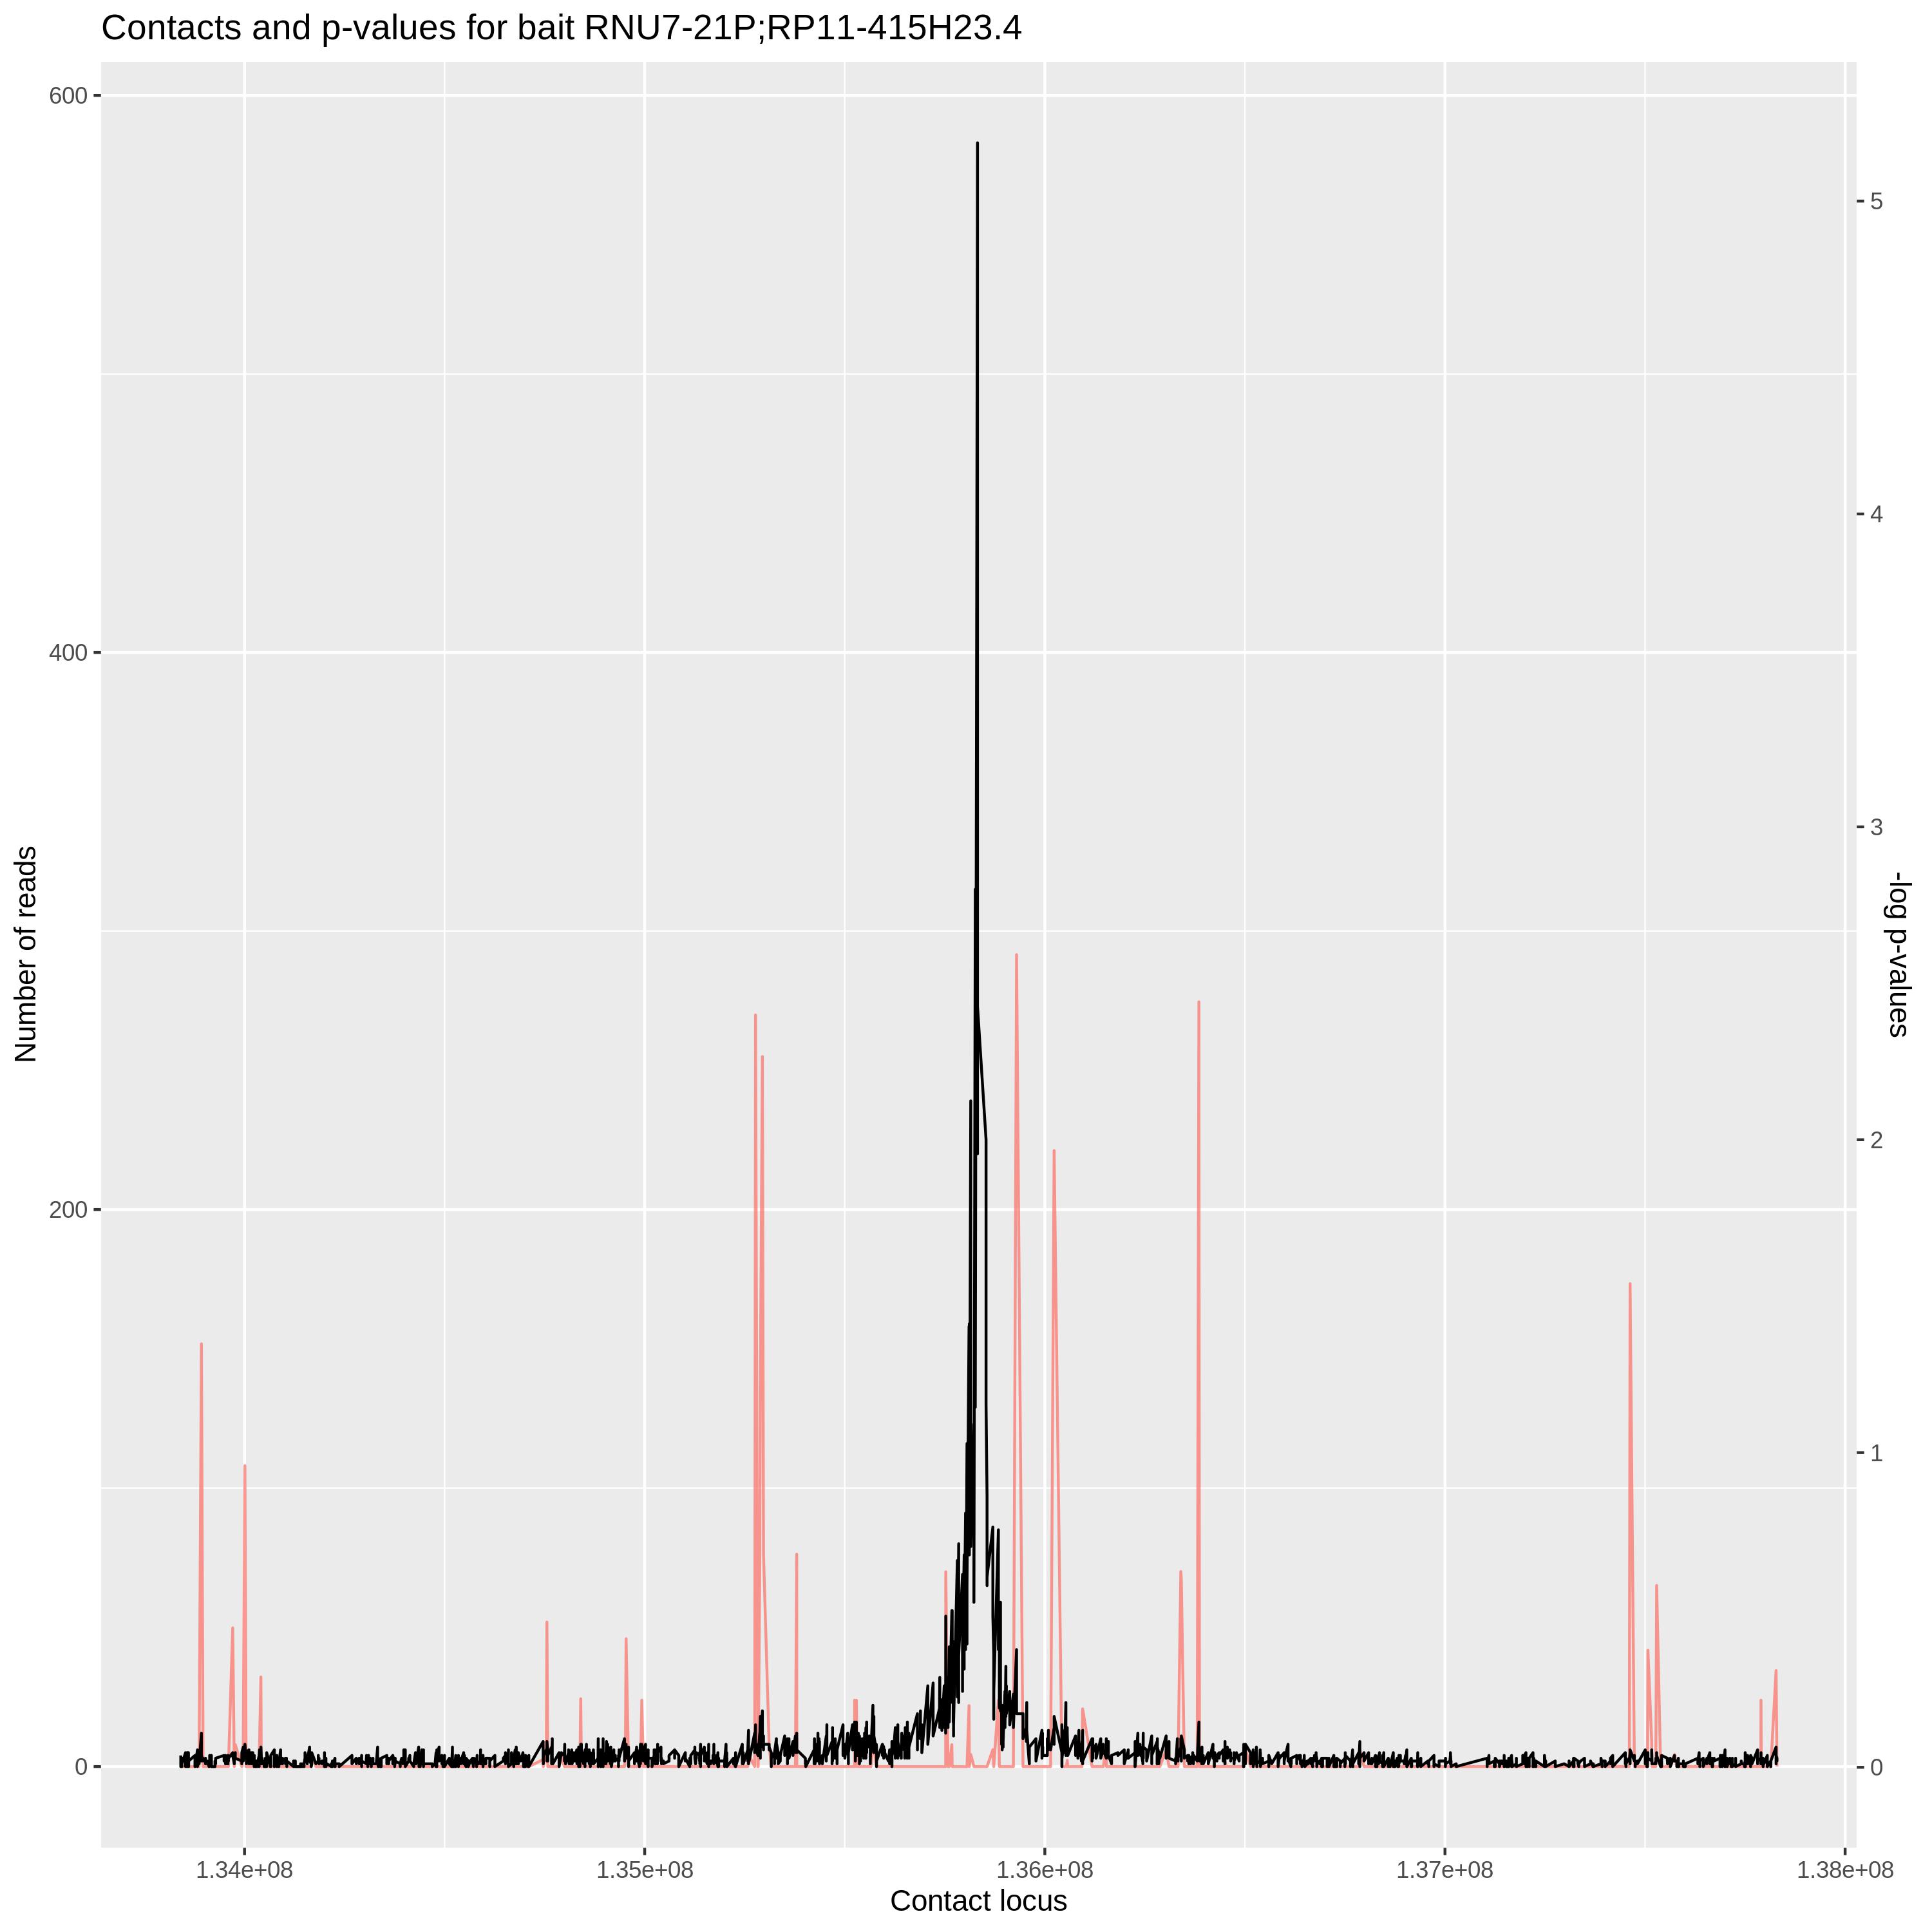 Contacts and p-values for bait RNU7-21P;RP11-415H23.4
600
400
200
0
Number of reads
5
4
3
2
1
0
-log p-values
1.34e+08
1.35e+08
1.36e+08
1.37e+08
1.38e+08
Contact locus